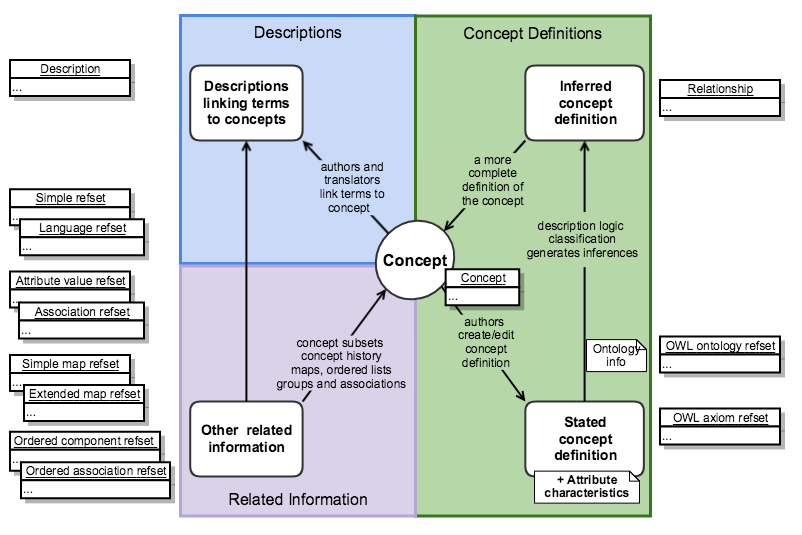 Descriptions
Concept Definitions
Description
...
Descriptions
linking terms
to concepts
Inferred
concept
definition
Relationship
...
authors and
translators
link terms to
concept
a more
complete
definition of
the concept
Simple refset
...
Language refset
...
description logic
classification
generates inferences
Concept
Concept
...
Attribute value refset
...
Association refset
...
authors
create/edit
concept
definition
concept subsets
concept history
maps, ordered lists
groups and associations
Ontology
info
OWL ontology refset
...
Simple map refset
...
Extended map refset
...
Other related
information
Stated
concept
definition
OWL axiom refset
...
Ordered component refset
...
Ordered association refset
...
+ Attribute
characteristics
Related Information